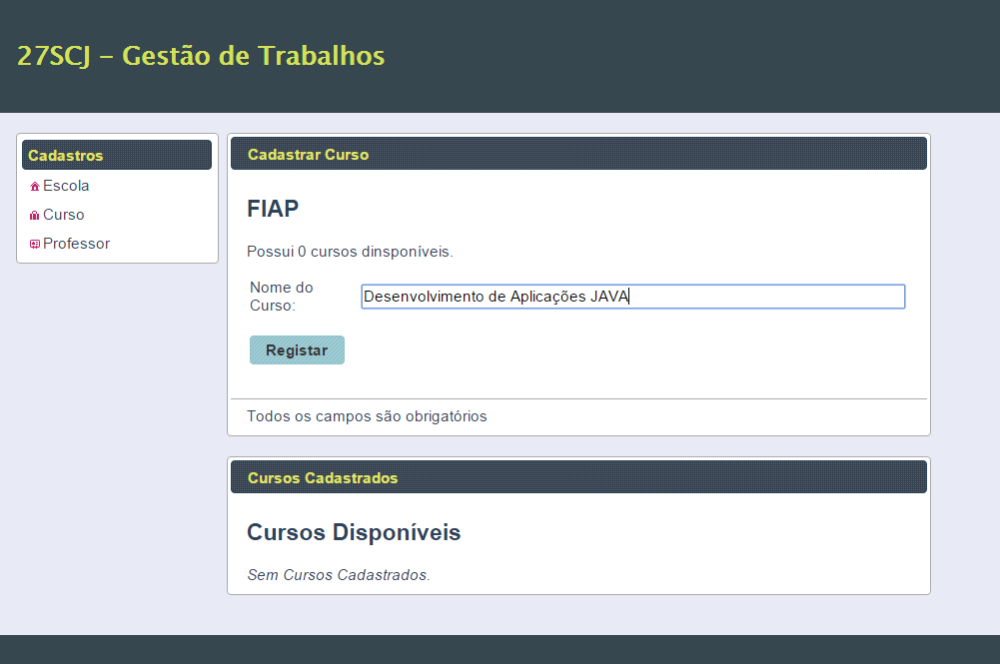 27SCJ – Gestão de Trabalhos
Cadastros
Escola
Curso
Professor
Cadastrar Curso
FIAP
Possui 0 cursos dinsponíveis.
Nome do
Curso:
Desenvolvimento de Aplicações JAVA
Registar
Todos os campos são obrigatórios
Cursos Cadastrados
Cursos Disponíveis
Sem Cursos Cadastrados.